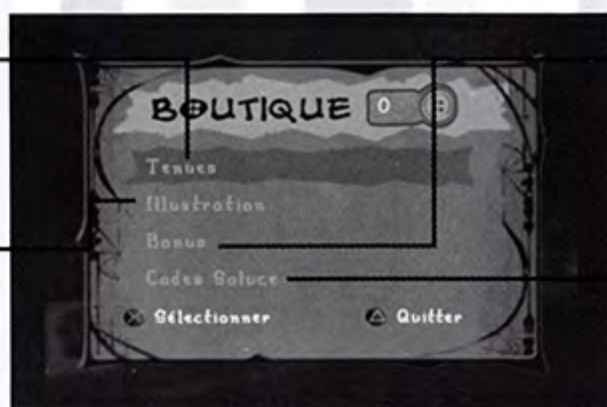 BOUTIQUE 0
Tenues
Illustration
Bonus
Codes Soluce
Sélectionner Quitter